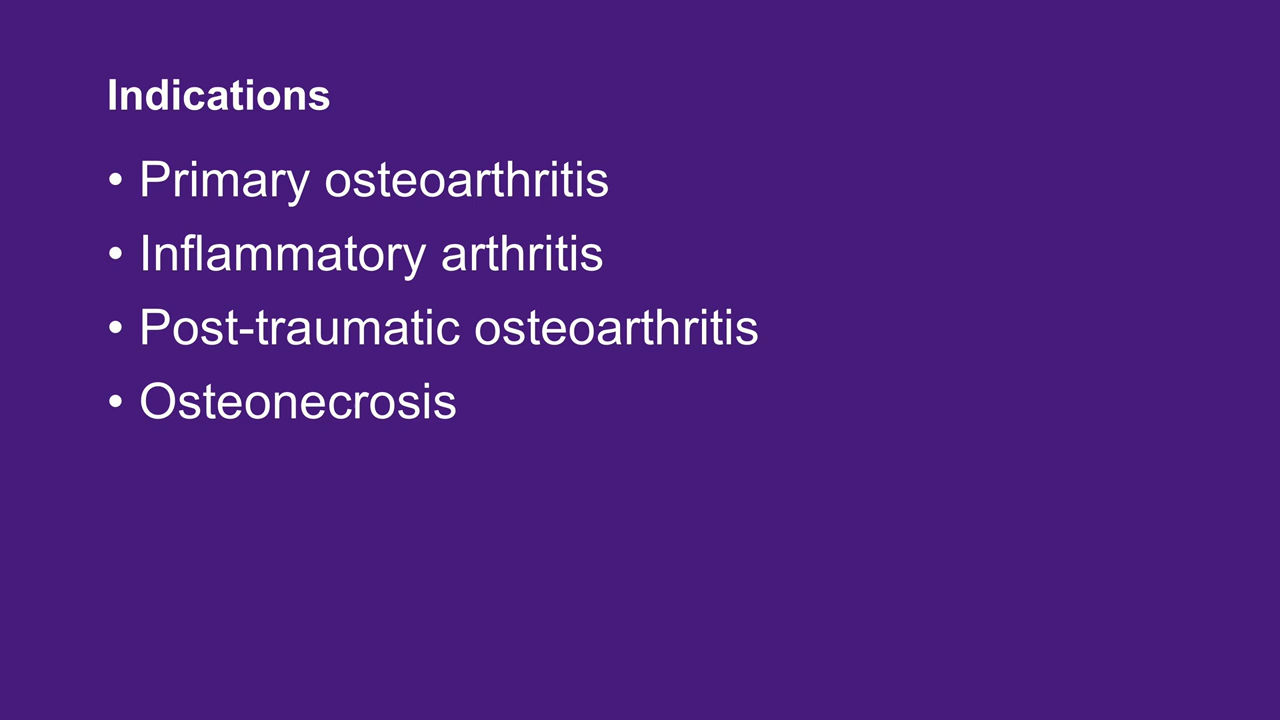 Indications
• Primary osteoarthritis
• Inflammatory arthritis
• Post-traumatic osteoarthritis
• Osteonecrosis